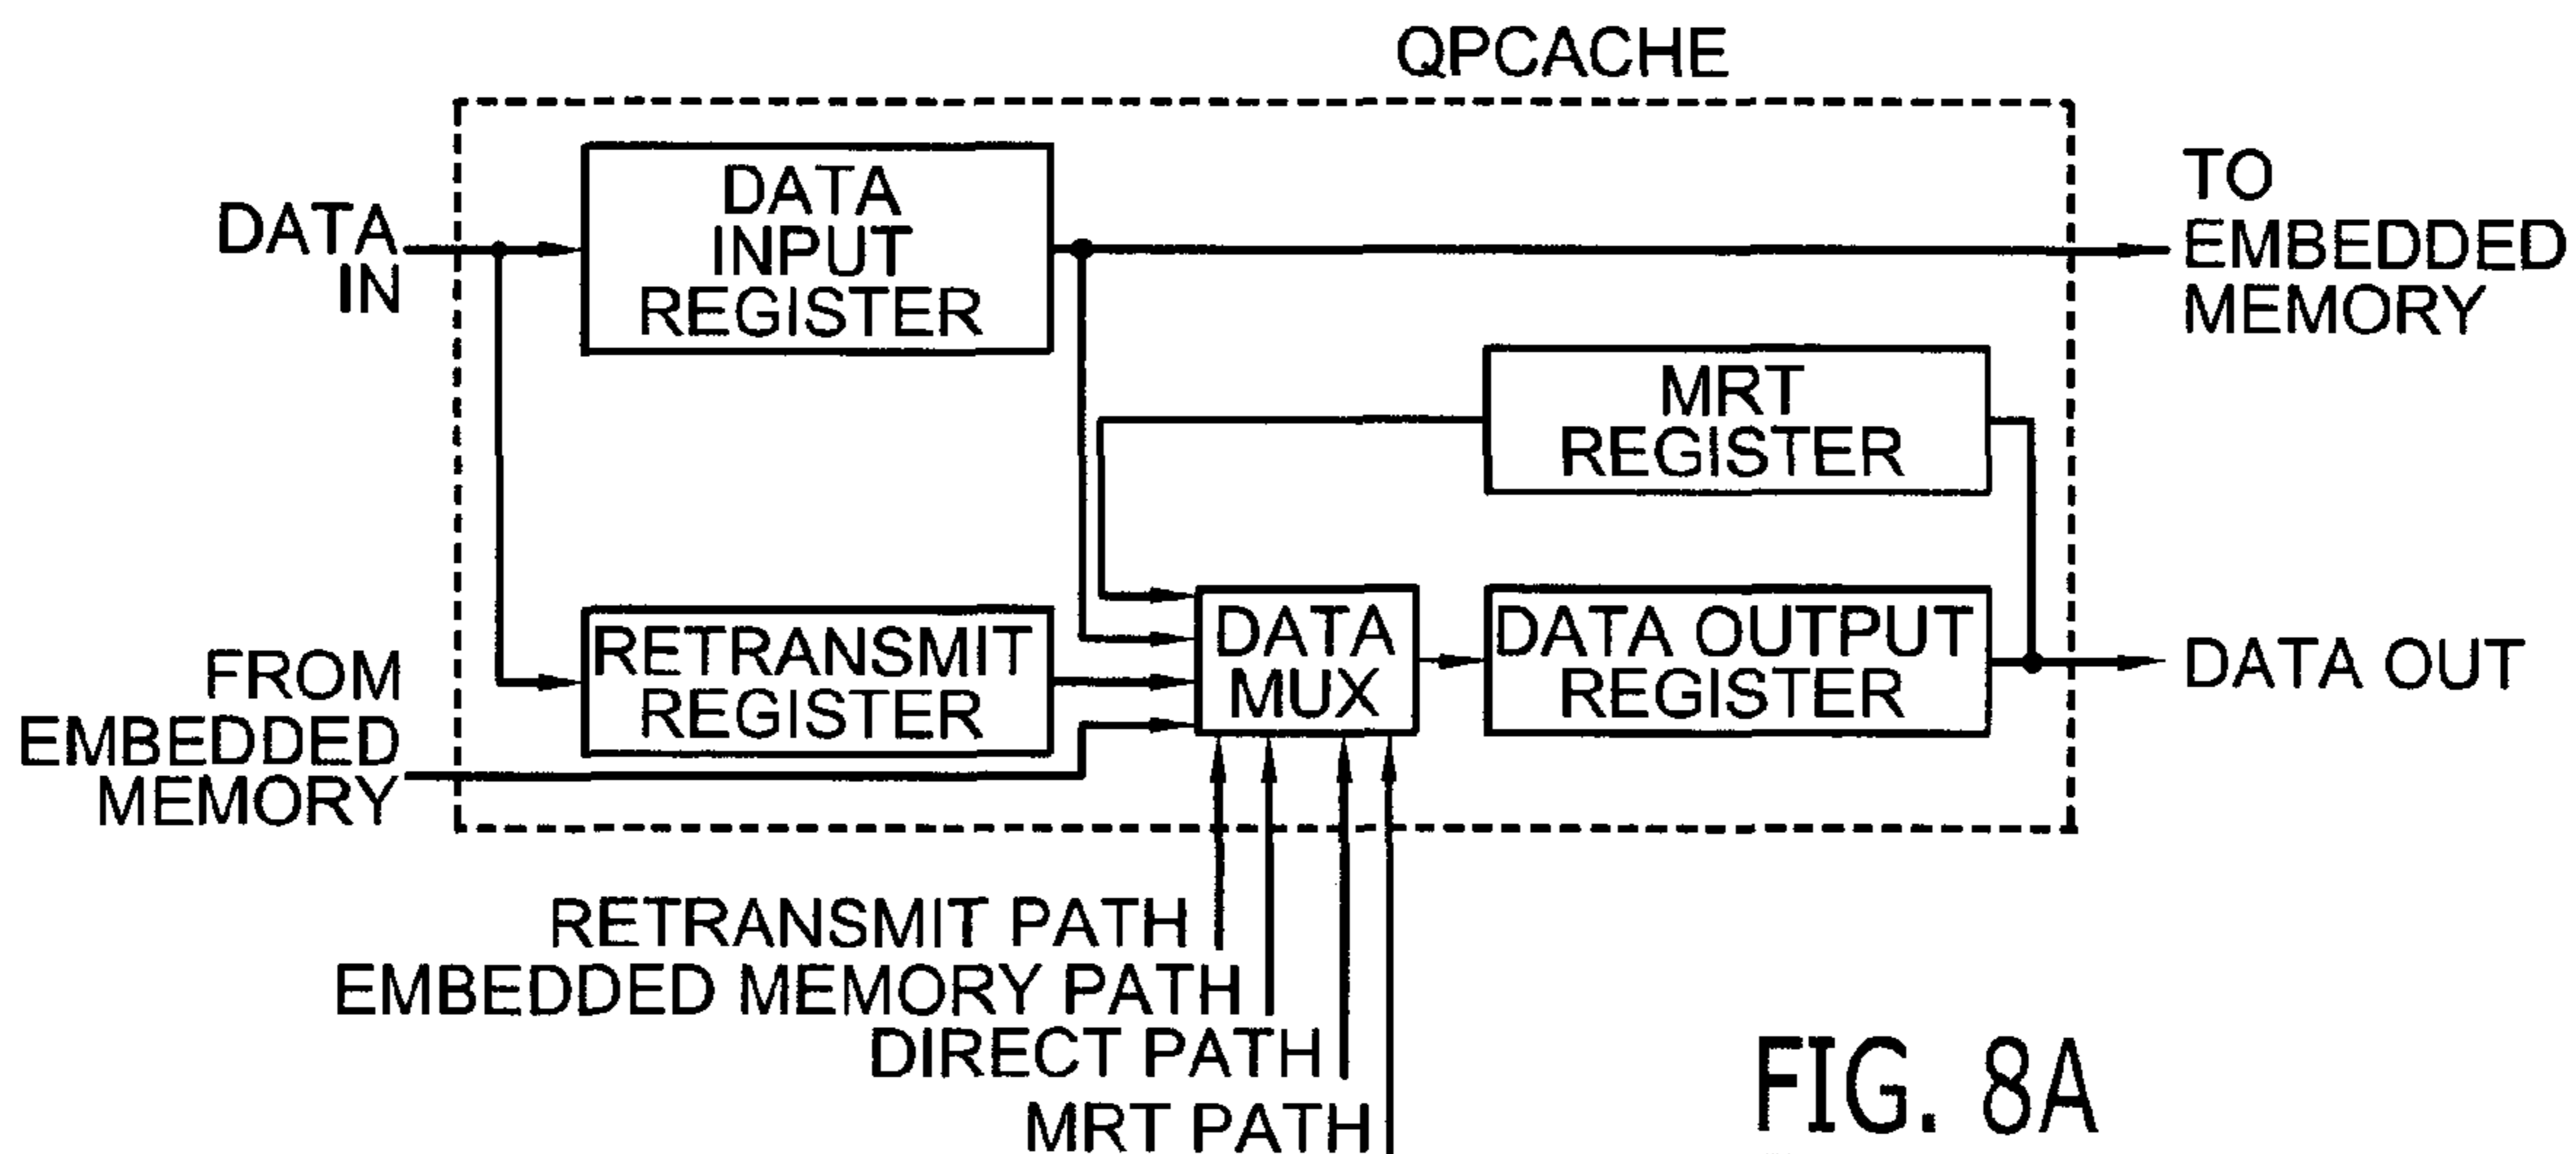 QPCACHE
DATA
IN
DATA
INPUT
REGISTER
TO
EMBEDDED
MEMORY
MRT
REGISTER
FROM
EMBEDDED
MEMORY
RETRANSMIT
REGISTER
DATA
MUX
DATA OUTPUT
REGISTER
DATA OUT
RETRANSMIT PATH
EMBEDDED MEMORY PATH
DIRECT PATH
MRT PATH
FIG. 8A